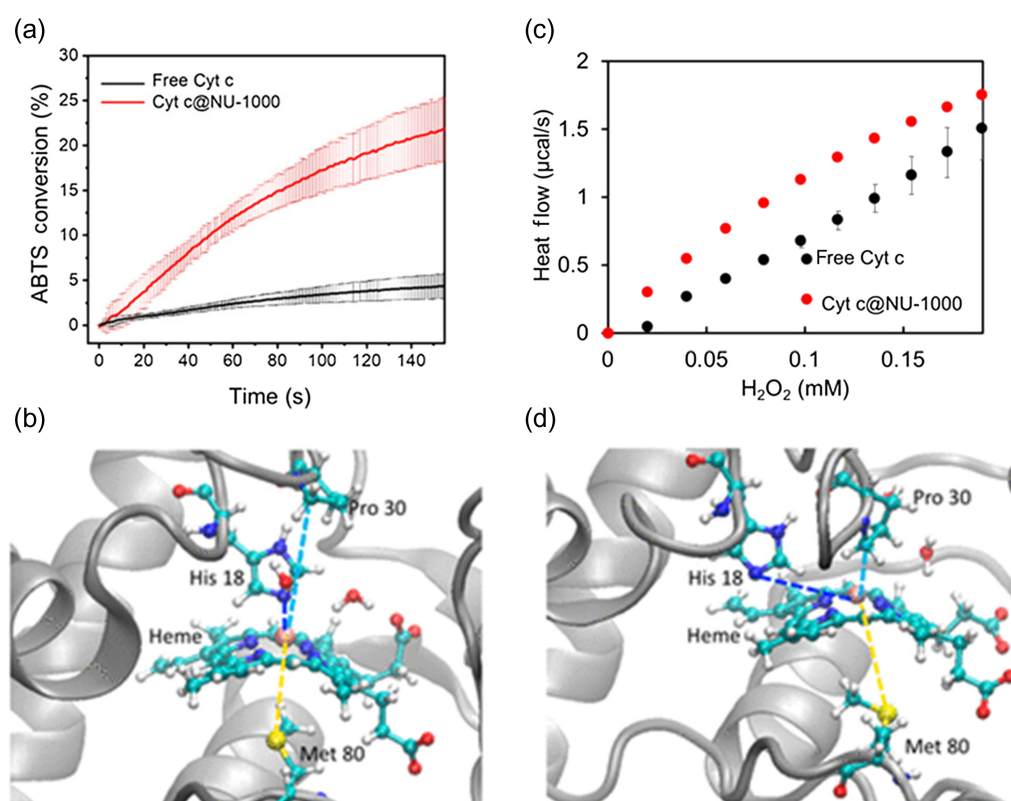 (a)
30
25
20
15
10
5
0
ABTS conversion (%)
Free Cyt c
Cyt c@NU-1000
0 20 40 60 80 100 120 140
Time (s)
(c)
2
1.5
1
0.5
0
Heat flow (µcal/s)
Free Cyt c
Cyt c@NU-1000
0 0.05 0.1 0.15
H₂O₂ (mM)
(b)
Pro 30
His 18
Heme
Met 80
(d)
Pro 30
His 18
Heme
Met 80